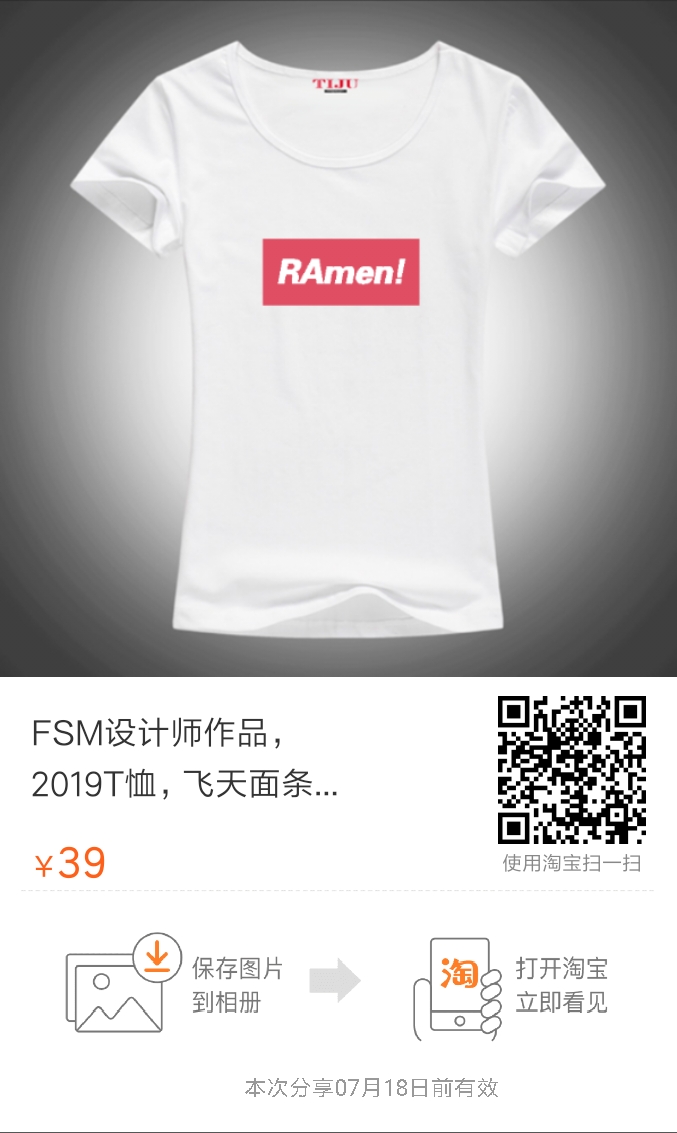 TIJU
RAmen!
FSM设计师作品，
2019T恤，飞天面条...
¥39
使用淘宝扫一扫
保存图片
到相册
淘
打开淘宝
立即看见
本次分享07月18日前有效